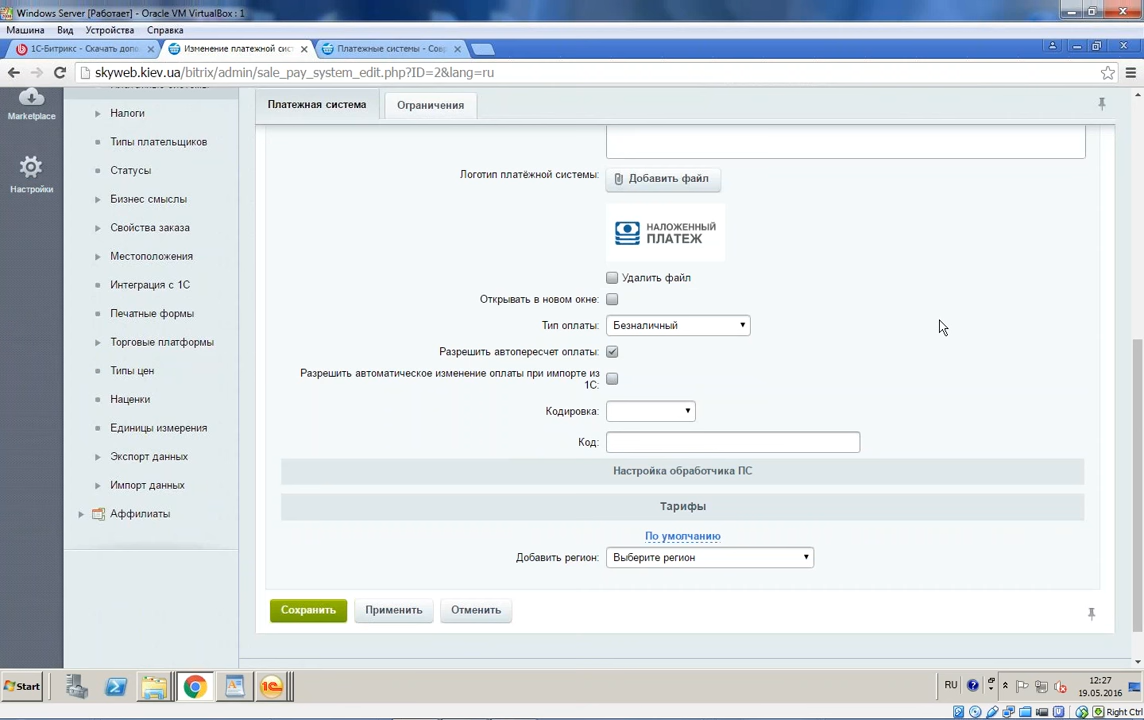 Windows Server [Работает] - Oracle VM VirtualBox : 1
Машина Вид Устройства Справка
1С-Битрикс - Скачать допо
Изменение платежной сис
Платежные системы - Сов
skyweb.kiev.ua/bitrix/admin/sale_pay_system_edit.php?ID=2&lang=ru
Marketplace
Настройки
Налоги
Типы плательщиков
Статусы
Бизнес смыслы
Свойства заказа
Местоположения
Интеграция с 1С
Печатные формы
Торговые платформы
Типы цен
Наценки
Единицы измерения
Экспорт данных
Импорт данных
Аффилиаты
Платежная система
Ограничения
Логотип платёжной системы:
Добавить файл
НАЛОЖЕННЫЙ
ПЛАТЕЖ
Удалить файл
Открывать в новом окне:
Тип оплаты:
Безналичный
Разрешить автопересчет оплаты:
Разрешить автоматическое изменение оплаты при импорте из
1С:
Кодировка:
Код:
Настройка обработчика ПС
Тарифы
По умолчанию
Добавить регион:
Выберите регион
Сохранить
Применить
Отменить
Start
RU
12:27
19.05.2016
Right Ctrl